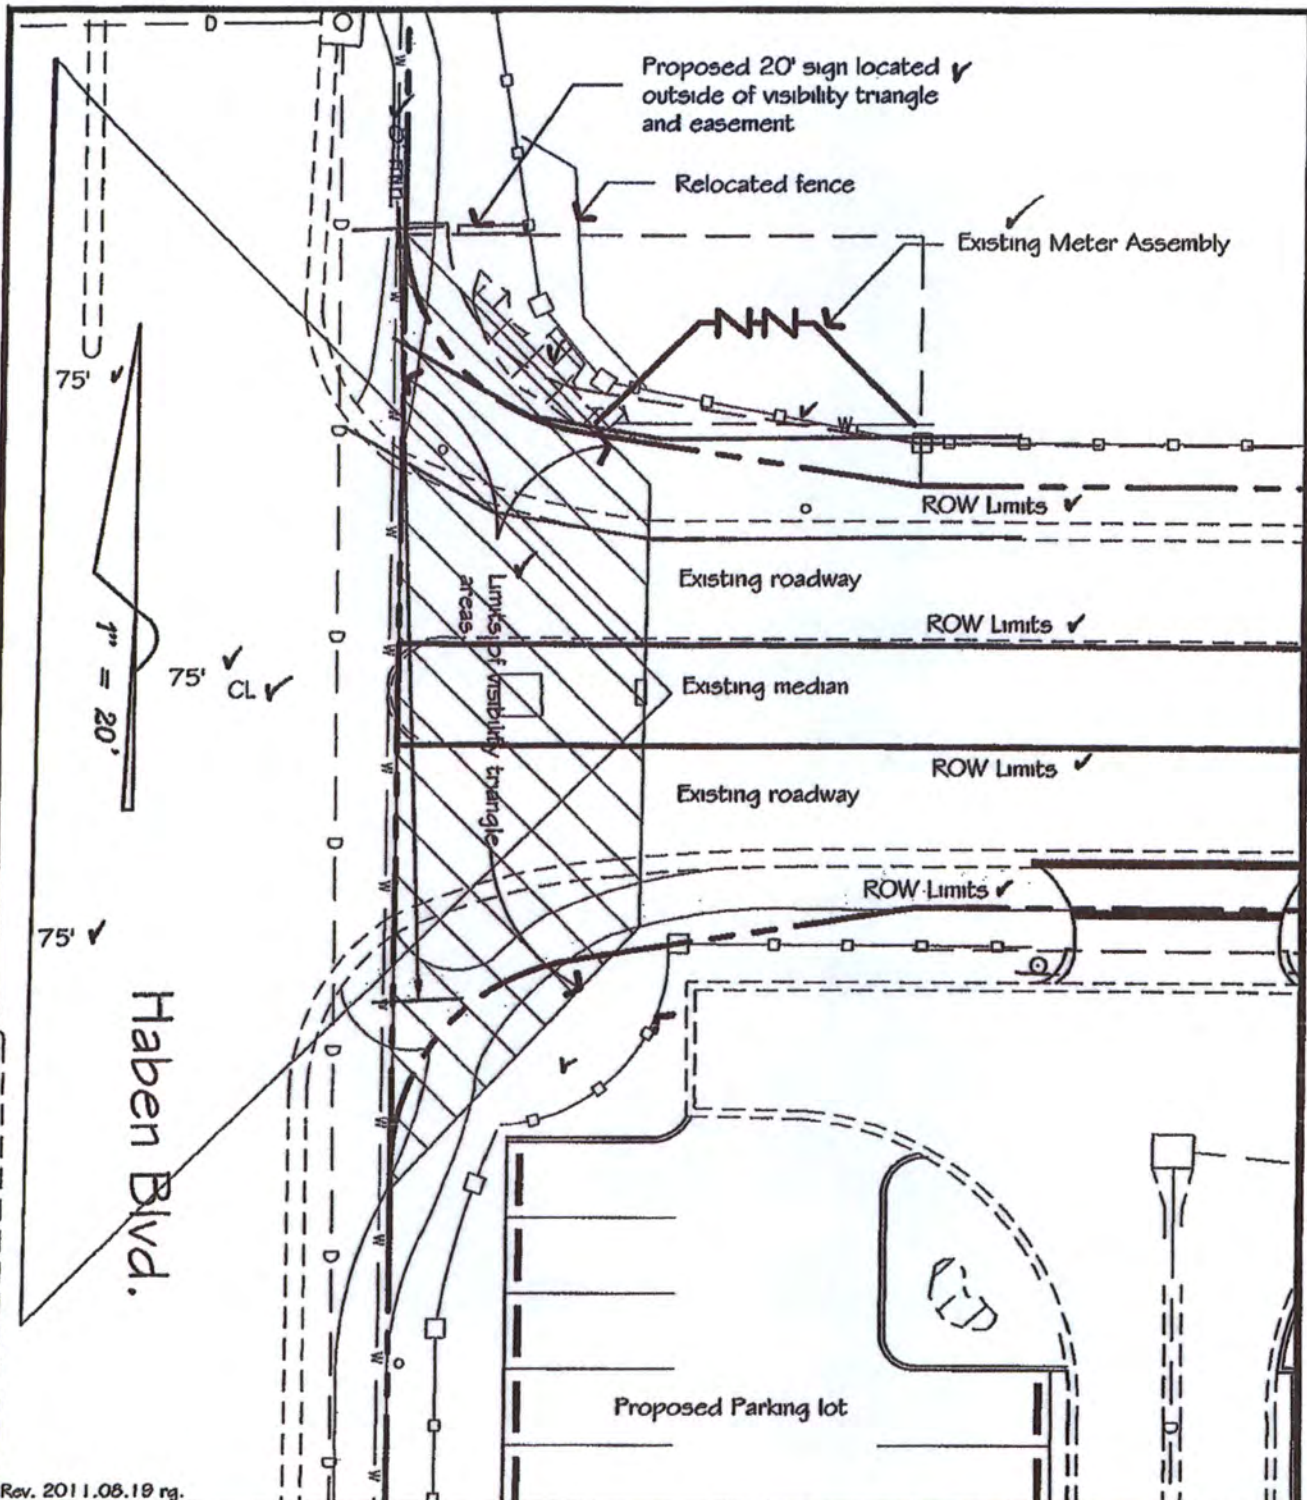 D
W
Proposed 20' sign located
outside of visibility triangle
and easement
Relocated fence
Existing Meter Assembly
D
W
75'
W
D
W
W
ROW Limits
Existing roadway
Limits of visibility triangle
areas
ROW Limits
D
W
1" = 20'
75'
CL
Existing median
W
ROW Limits
Existing roadway
D
W
ROW Limits
75'
Haben Blvd.
W
D
W
W
D
W
D
Proposed Parking lot
D
W
Rev. 2011.08.19 rg.